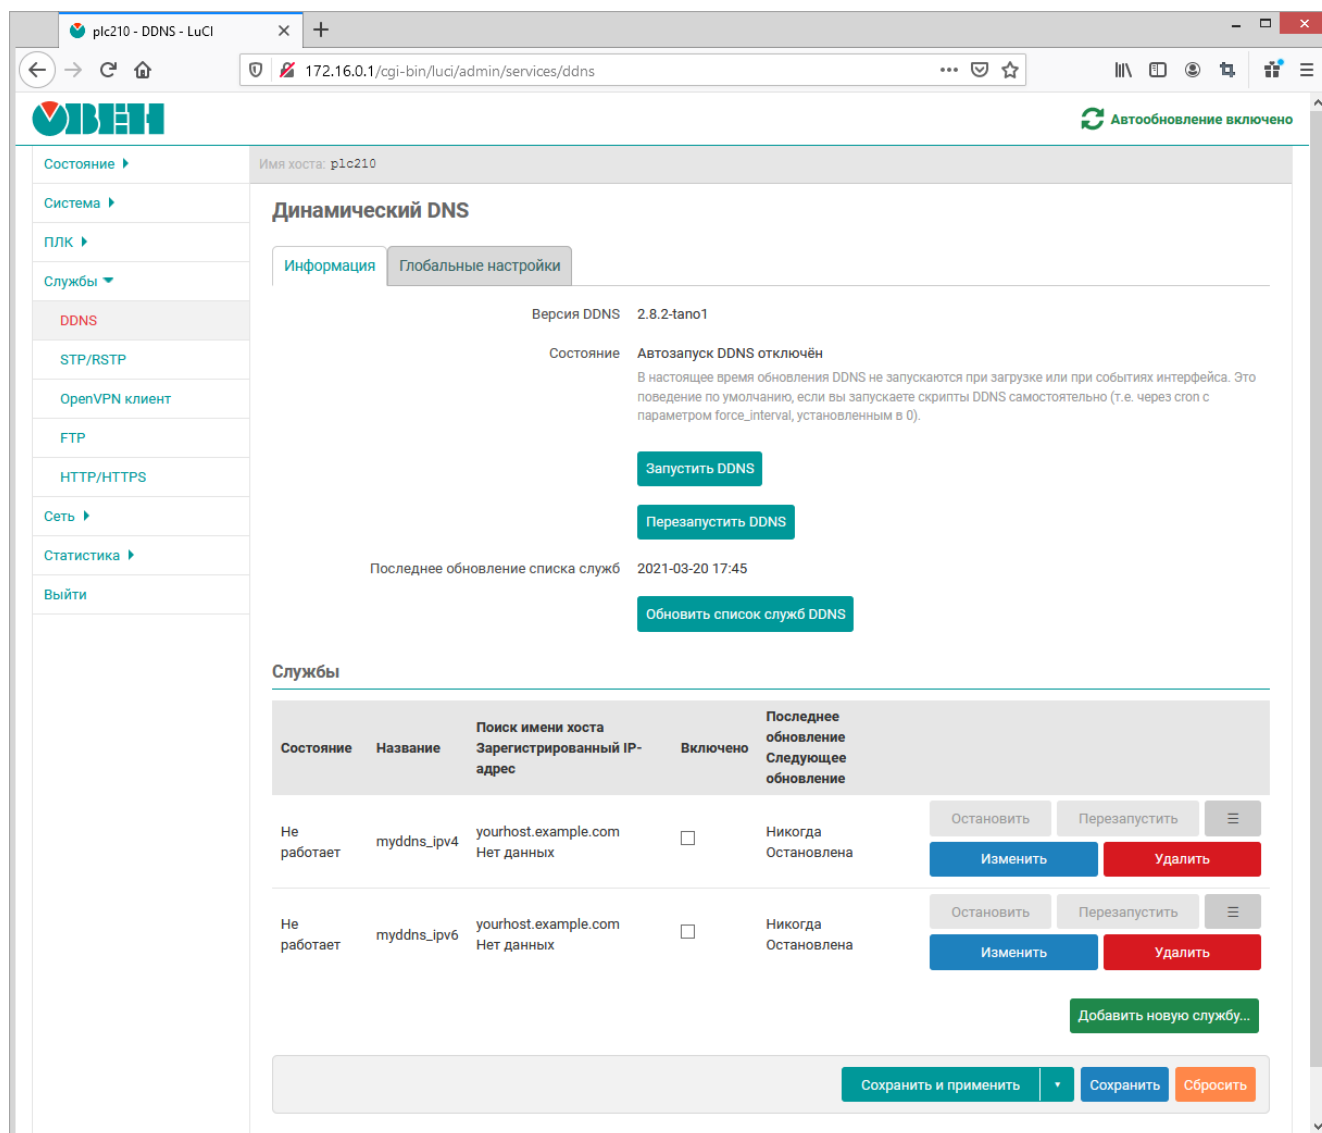 plc210 - DDNS - LuCI
172.16.0.1/cgi-bin/luci/admin/services/ddns
ОВЕН
Автообновление включено
Состояние
Система
ПЛК
Службы
DDNS
STP/RSTP
OpenVPN клиент
FTP
HTTP/HTTPS
Сеть
Статистика
Выйти
Имя хоста: plc210
Динамический DNS
Информация
Глобальные настройки
Версия DDNS 2.8.2-tano1
Состояние Автозапуск DDNS отключён
В настоящее время обновления DDNS не запускаются при загрузке или при событиях интерфейса. Это
поведение по умолчанию, если вы запускаете скрипты DDNS самостоятельно (т.е. через cron с
параметром force_interval, установленным в 0).
Запустить DDNS
Перезапустить DDNS
Последнее обновление списка служб 2021-03-20 17:45
Обновить список служб DDNS
Службы
Состояние
Название
Поиск имени хоста
Зарегистрированный IP-
адрес
Включено
Последнее
обновление
Следующее
обновление
Не
работает
myddns_ipv4
yourhost.example.com
Нет данных
Никогда
Остановлена
Остановить
Перезапустить
Изменить
Удалить
Не
работает
myddns_ipv6
yourhost.example.com
Нет данных
Никогда
Остановлена
Остановить
Перезапустить
Изменить
Удалить
Добавить новую службу...
Сохранить и применить
Сохранить
Сбросить